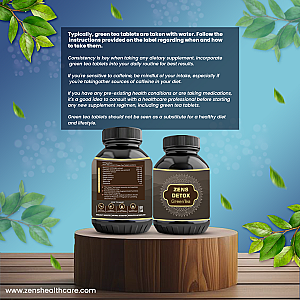 Typically, green tea tablets are taken with water. Follow the
instructions provided on the label regarding when and how
to take them.
Consistency is key when taking any dietary supplement. Incorporate
green tea tablets into your daily routine for best results.
If you're sensitive to caffeine, be mindful of your intake, especially if
you're takingother sources of caffeine in your diet.
If you have any pre-existing health conditions or are taking medications,
it's a good idea to consult with a healthcare professional before starting
any new supplement regimen, including green tea tablets.
Green tea tablets should not be seen as a substitute for a healthy diet
and lifestyle.
ZENS
DETOX
GreenTea
www.zenshealthcare.com